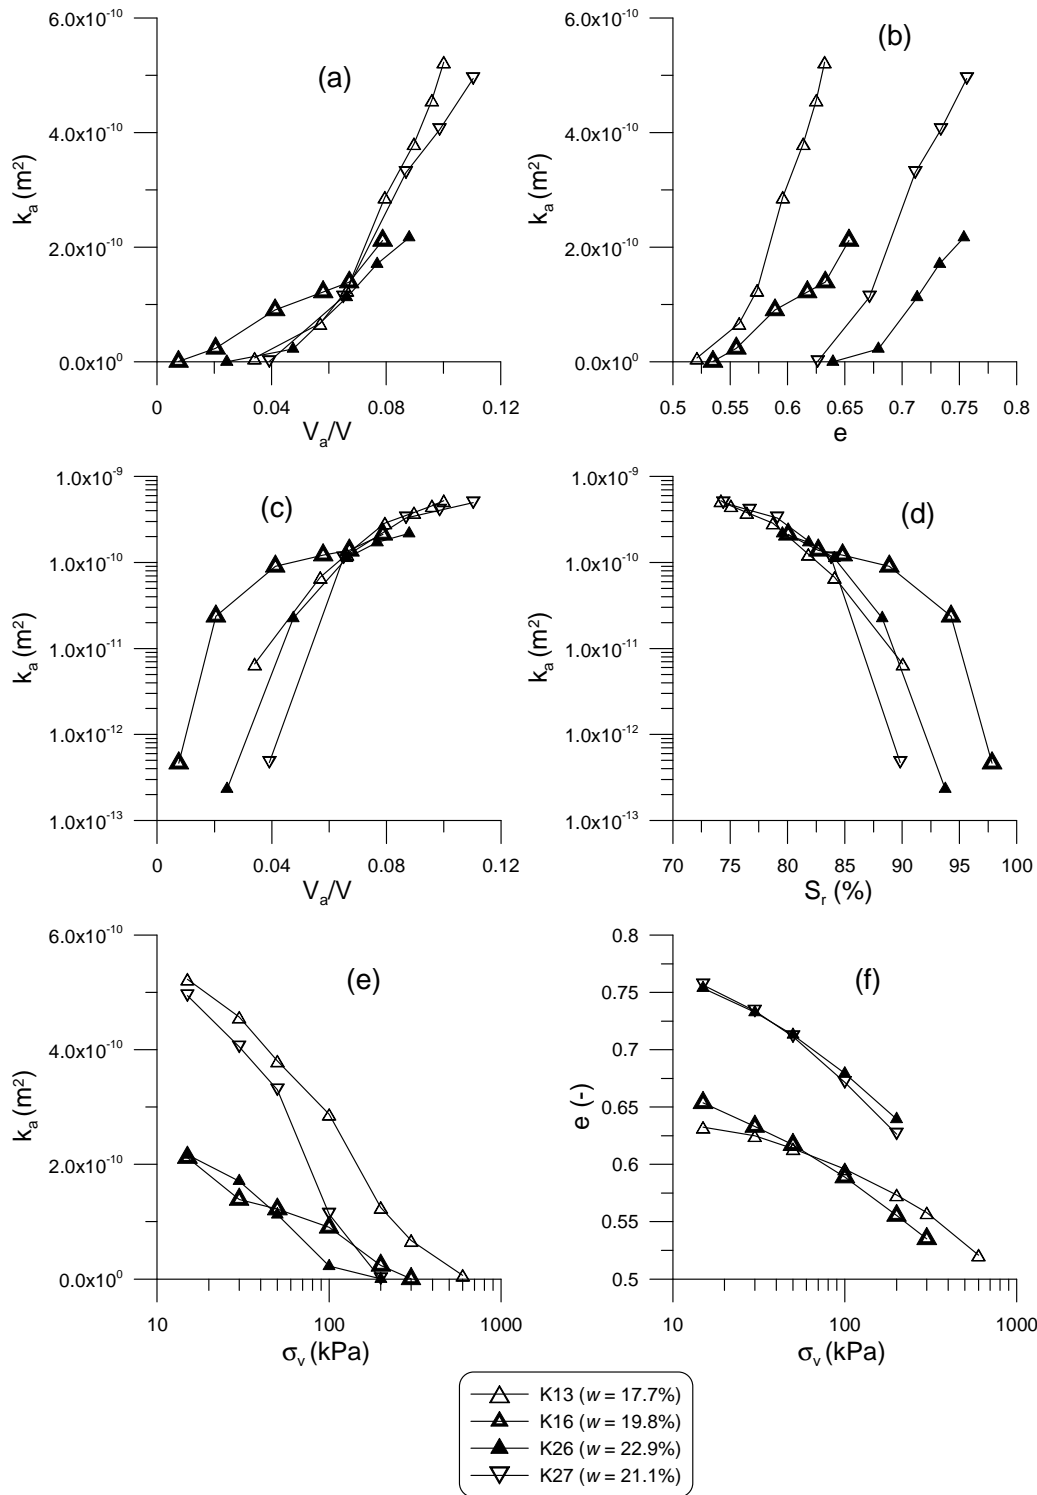 6.0x10⁻¹⁰
4.0x10⁻¹⁰
2.0x10⁻¹⁰
0.0x10⁰
kₐ (m²)
(a)
0 0.04 0.08 0.12
Vₐ/V
6.0x10⁻¹⁰
4.0x10⁻¹⁰
2.0x10⁻¹⁰
0.0x10⁰
kₐ (m²)
(b)
0.5 0.55 0.6 0.65 0.7 0.75 0.8
e
1.0x10⁻⁹
1.0x10⁻¹⁰
1.0x10⁻¹¹
1.0x10⁻¹²
1.0x10⁻¹³
kₐ (m²)
(c)
0 0.04 0.08 0.12
Vₐ/V
1.0x10⁻⁹
1.0x10⁻¹⁰
1.0x10⁻¹¹
1.0x10⁻¹²
1.0x10⁻¹³
kₐ (m²)
(d)
70 75 80 85 90 95 100
Sᵣ (%)
6.0x10⁻¹⁰
4.0x10⁻¹⁰
2.0x10⁻¹⁰
0.0x10⁰
kₐ (m²)
(e)
10 100 1000
σᵥ (kPa)
0.8
0.75
0.7
0.65
0.6
0.55
0.5
e (-)
(f)
10 100 1000
σᵥ (kPa)
K13 (w = 17.7%)
K16 (w = 19.8%)
K26 (w = 22.9%)
K27 (w = 21.1%)